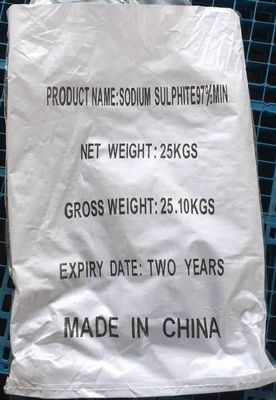 PRODUCT NAME:SODIUM SULPHITE97%MIN
NET WEIGHT: 25KGS
GROSS WEIGHT: 25.10KGS
EXPIRY DATE: TWO YEARS
MADE IN CHINA